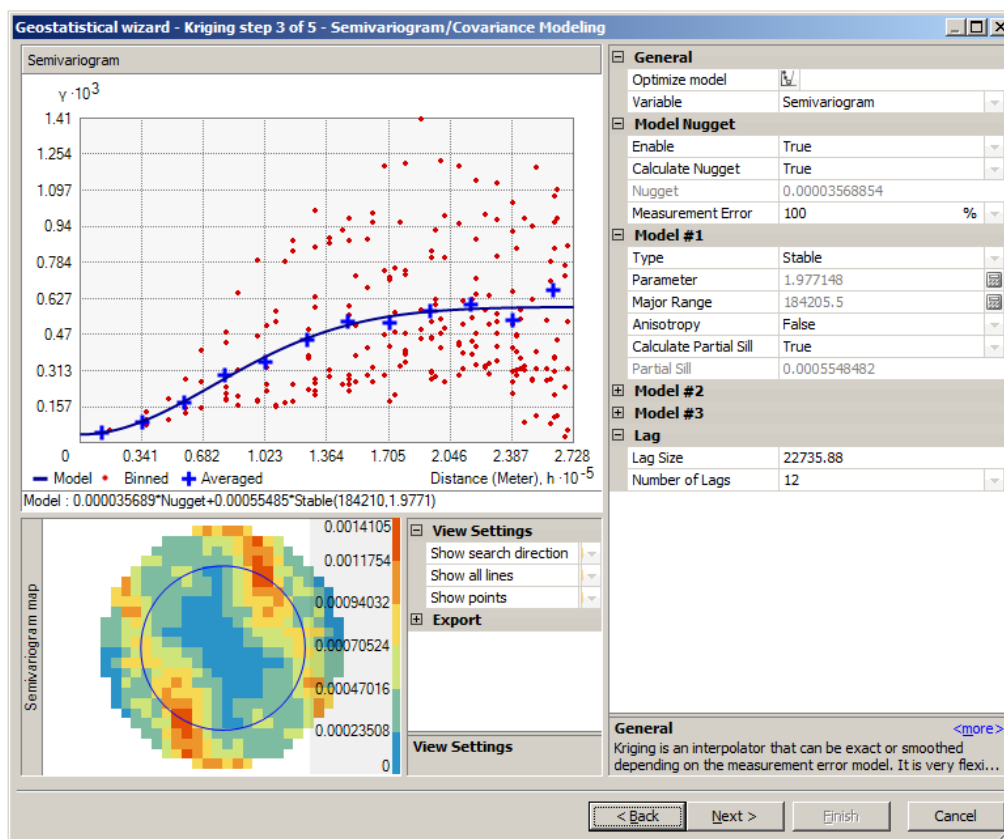 Geostatistical wizard - Kriging step 3 of 5 - Semivariogram/Covariance Modeling
Semivariogram
γ ·10³
1.41
1.254
1.097
0.94
0.784
0.627
0.47
0.313
0.157
0 0.341 0.682 1.023 1.364 1.705 2.046 2.387 2.728
Model Binned Averaged Distance (Meter), h ·10⁻⁵
Model : 0.000035689*Nugget+0.00055485*Stable(184210,1.9771)
Semivariogram map
0.0014105
0.0011754
0.00094032
0.00070524
0.00047016
0.00023508
0
View Settings
Show search direction
Show all lines
Show points
Export
View Settings
General
Optimize model
Variable Semivariogram
Model Nugget
Enable True
Calculate Nugget True
Nugget 0.00003568854
Measurement Error 100 %
Model #1
Type Stable
Parameter 1.977148
Major Range 184205.5
Anisotropy False
Calculate Partial Sill True
Partial Sill 0.0005548482
Model #2
Model #3
Lag
Lag Size 22735.88
Number of Lags 12
General <more>
Kriging is an interpolator that can be exact or smoothed
depending on the measurement error model. It is very flexi...
< Back Next > Finish Cancel